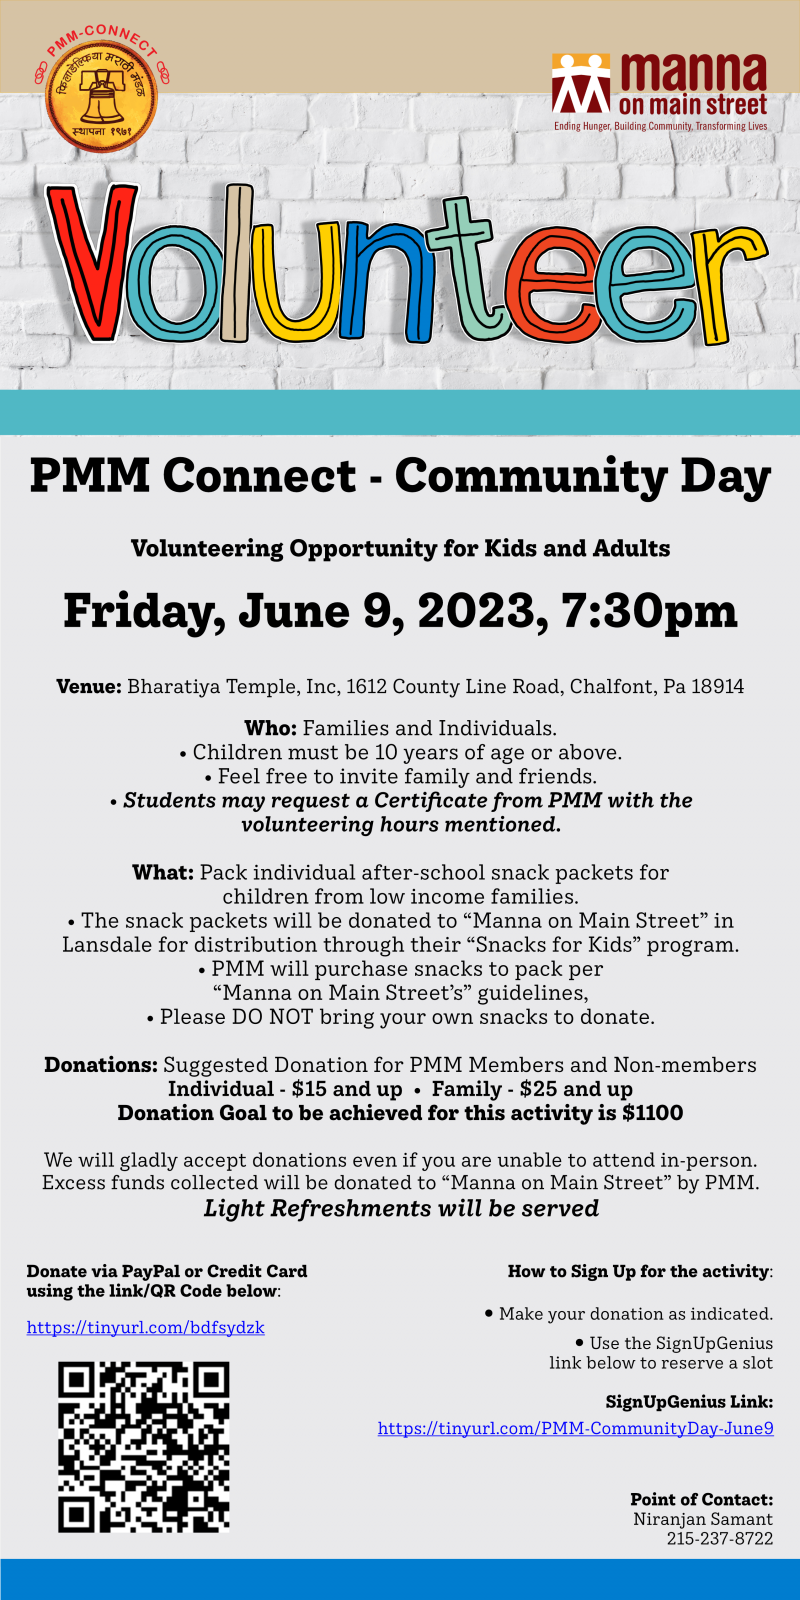 PMM-CONNECT
फिलाडेल्फिया मराठी मंडळ
स्थापना १९७१
manna
on main street
Ending Hunger, Building Community, Transforming Lives
Volunteer
PMM Connect - Community Day
Volunteering Opportunity for Kids and Adults
Friday, June 9, 2023, 7:30pm
Venue: Bharatiya Temple, Inc, 1612 County Line Road, Chalfont, Pa 18914
Who: Families and Individuals.
• Children must be 10 years of age or above.
• Feel free to invite family and friends.
• Students may request a Certificate from PMM with the
volunteering hours mentioned.
What: Pack individual after-school snack packets for
children from low income families.
• The snack packets will be donated to “Manna on Main Street” in
Lansdale for distribution through their “Snacks for Kids” program.
• PMM will purchase snacks to pack per
“Manna on Main Street’s” guidelines,
• Please DO NOT bring your own snacks to donate.
Donations: Suggested Donation for PMM Members and Non-members
Individual - $15 and up • Family - $25 and up
Donation Goal to be achieved for this activity is $1100
We will gladly accept donations even if you are unable to attend in-person.
Excess funds collected will be donated to “Manna on Main Street” by PMM.
Light Refreshments will be served
Donate via PayPal or Credit Card
using the link/QR Code below:
https://tinyurl.com/bdfsydzk
How to Sign Up for the activity:
• Make your donation as indicated.
• Use the SignUpGenius
link below to reserve a slot
SignUpGenius Link:
https://tinyurl.com/PMM-CommunityDay-June9
Point of Contact:
Niranjan Samant
215-237-8722